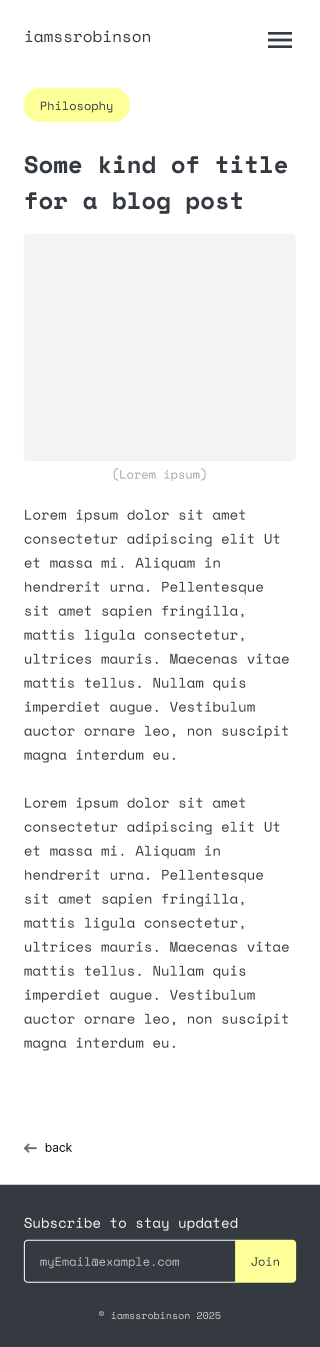 iamssrobinson
Philosophy
Some kind of title
for a blog post
(Lorem ipsum)
Lorem ipsum dolor sit amet
consectetur adipiscing elit Ut
et massa mi. Aliquam in
hendrerit urna. Pellentesque
sit amet sapien fringilla,
mattis ligula consectetur,
ultrices mauris. Maecenas vitae
mattis tellus. Nullam quis
imperdiet augue. Vestibulum
auctor ornare leo, non suscipit
magna interdum eu.
Lorem ipsum dolor sit amet
consectetur adipiscing elit Ut
et massa mi. Aliquam in
hendrerit urna. Pellentesque
sit amet sapien fringilla,
mattis ligula consectetur,
ultrices mauris. Maecenas vitae
mattis tellus. Nullam quis
imperdiet augue. Vestibulum
auctor ornare leo, non suscipit
magna interdum eu.
back
Subscribe to stay updated
myEmail@example.com Join
© iamssrobinson 2025